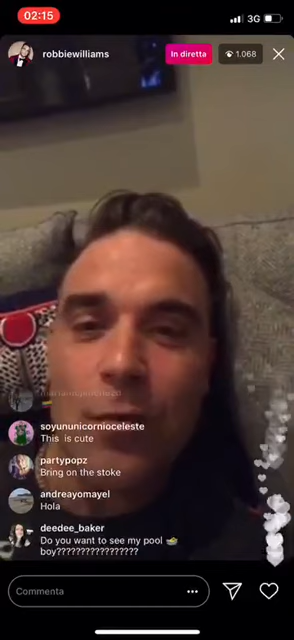 02:15
3G
robbiewilliams
In diretta
1.068
soyununicornioceleste
This is cute
partypopz
Bring on the stoke
andreayomayel
Hola
deedee_baker
Do you want to see my pool 🚤
boy?????????????????
Commenta